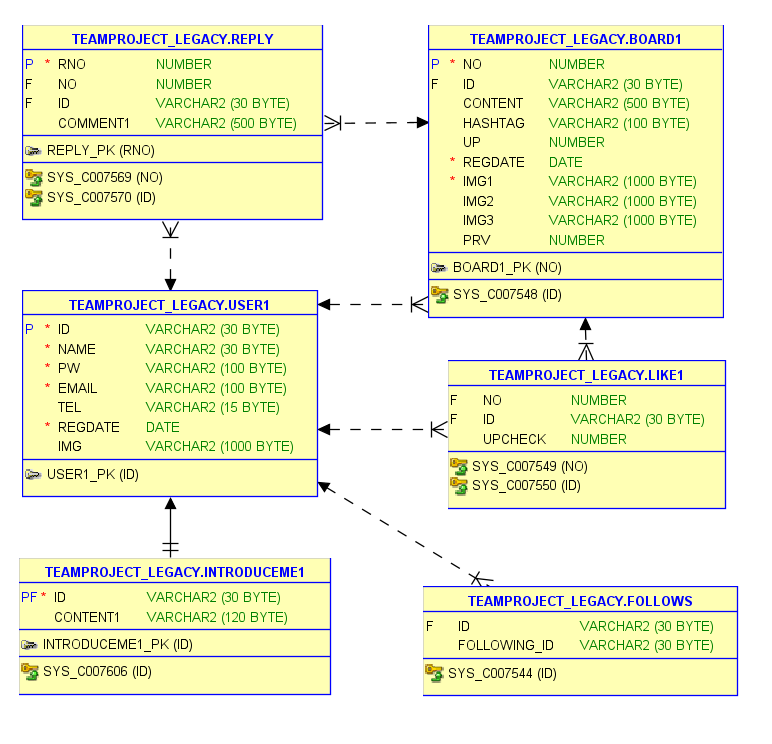 TEAMPROJECT_LEGACY.REPLY
P * RNO NUMBER
F NO NUMBER
F ID VARCHAR2 (30 BYTE)
COMMENT1 VARCHAR2 (500 BYTE)
REPLY_PK (RNO)
SYS_C007569 (NO)
SYS_C007570 (ID)
TEAMPROJECT_LEGACY.BOARD1
P * NO NUMBER
F ID VARCHAR2 (30 BYTE)
CONTENT VARCHAR2 (500 BYTE)
HASHTAG VARCHAR2 (100 BYTE)
UP NUMBER
* REGDATE DATE
* IMG1 VARCHAR2 (1000 BYTE)
IMG2 VARCHAR2 (1000 BYTE)
IMG3 VARCHAR2 (1000 BYTE)
PRV NUMBER
BOARD1_PK (NO)
SYS_C007548 (ID)
TEAMPROJECT_LEGACY.USER1
P * ID VARCHAR2 (30 BYTE)
* NAME VARCHAR2 (30 BYTE)
* PW VARCHAR2 (100 BYTE)
* EMAIL VARCHAR2 (100 BYTE)
TEL VARCHAR2 (15 BYTE)
* REGDATE DATE
IMG VARCHAR2 (1000 BYTE)
USER1_PK (ID)
TEAMPROJECT_LEGACY.LIKE1
F NO NUMBER
F ID VARCHAR2 (30 BYTE)
UPCHECK NUMBER
SYS_C007549 (NO)
SYS_C007550 (ID)
TEAMPROJECT_LEGACY.INTRODUCEME1
PF * ID VARCHAR2 (30 BYTE)
CONTENT1 VARCHAR2 (120 BYTE)
INTRODUCEME1_PK (ID)
SYS_C007606 (ID)
TEAMPROJECT_LEGACY.FOLLOWS
F ID VARCHAR2 (30 BYTE)
FOLLOWING_ID VARCHAR2 (30 BYTE)
SYS_C007544 (ID)